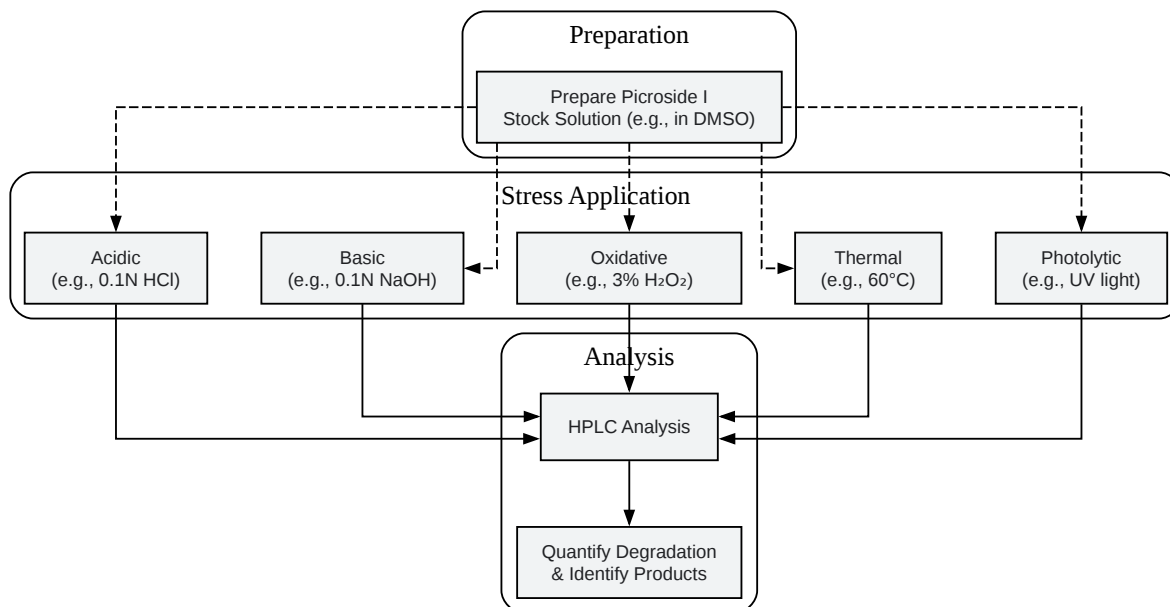 Preparation
Prepare Picroside I
Stock Solution (e.g., in DMSO)
Stress Application
Acidic
(e.g., 0.1N HCl)
Basic
(e.g., 0.1N NaOH)
Oxidative
(e.g., 3% H₂O₂)
Thermal
(e.g., 60°C)
Photolytic
(e.g., UV light)
Analysis
HPLC Analysis
Quantify Degradation
& Identify Products